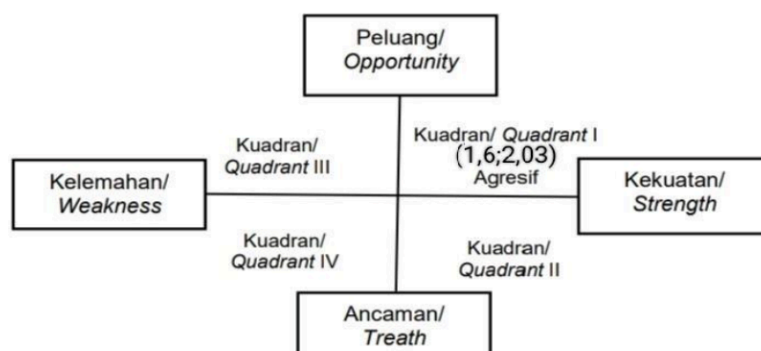 Peluang/
Opportunity
Kuadran/ Quadrant I
(1,6;2,03)
Agresif
Kuadran/
Quadrant III
Kelemahan/
Weakness
Kekuatan/
Strength
Kuadran/
Quadrant IV
Kuadran/
Quadrant II
Ancaman/
Treath